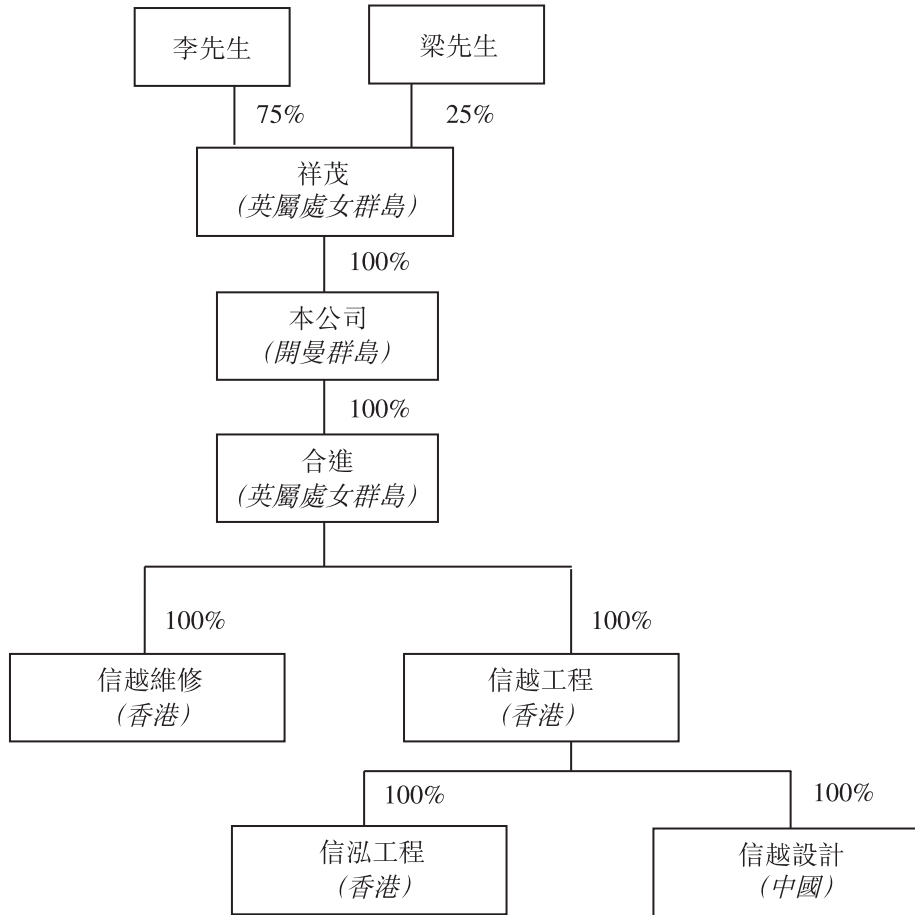 李先生
梁先生
75%
25%
祥茂
(英屬處女群島)
100%
本公司
(開曼群島)
100%
合進
(英屬處女群島)
100%
100%
信越維修
(香港)
信越工程
(香港)
100%
100%
信泓工程
(香港)
信越設計
(中國)